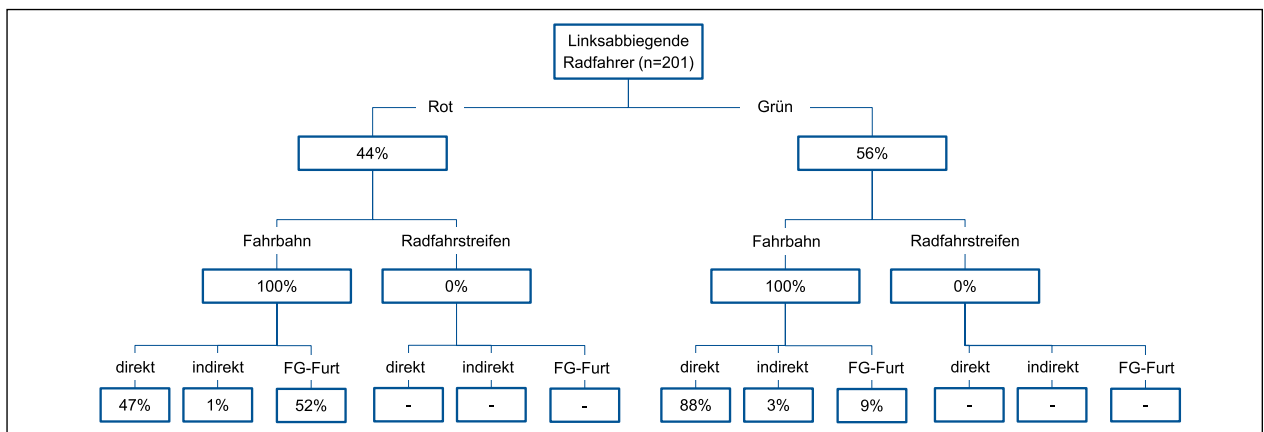 Linksabbiegende
Radfahrer (n=201)
Rot
Grün
44%
56%
Fahrbahn
Radfahrstreifen
Fahrbahn
Radfahrstreifen
100%
0%
100%
0%
direkt
indirekt
FG-Furt
direkt
indirekt
FG-Furt
direkt
indirekt
FG-Furt
direkt
indirekt
FG-Furt
47%
1%
52%
-
-
-
88%
3%
9%
-
-
-